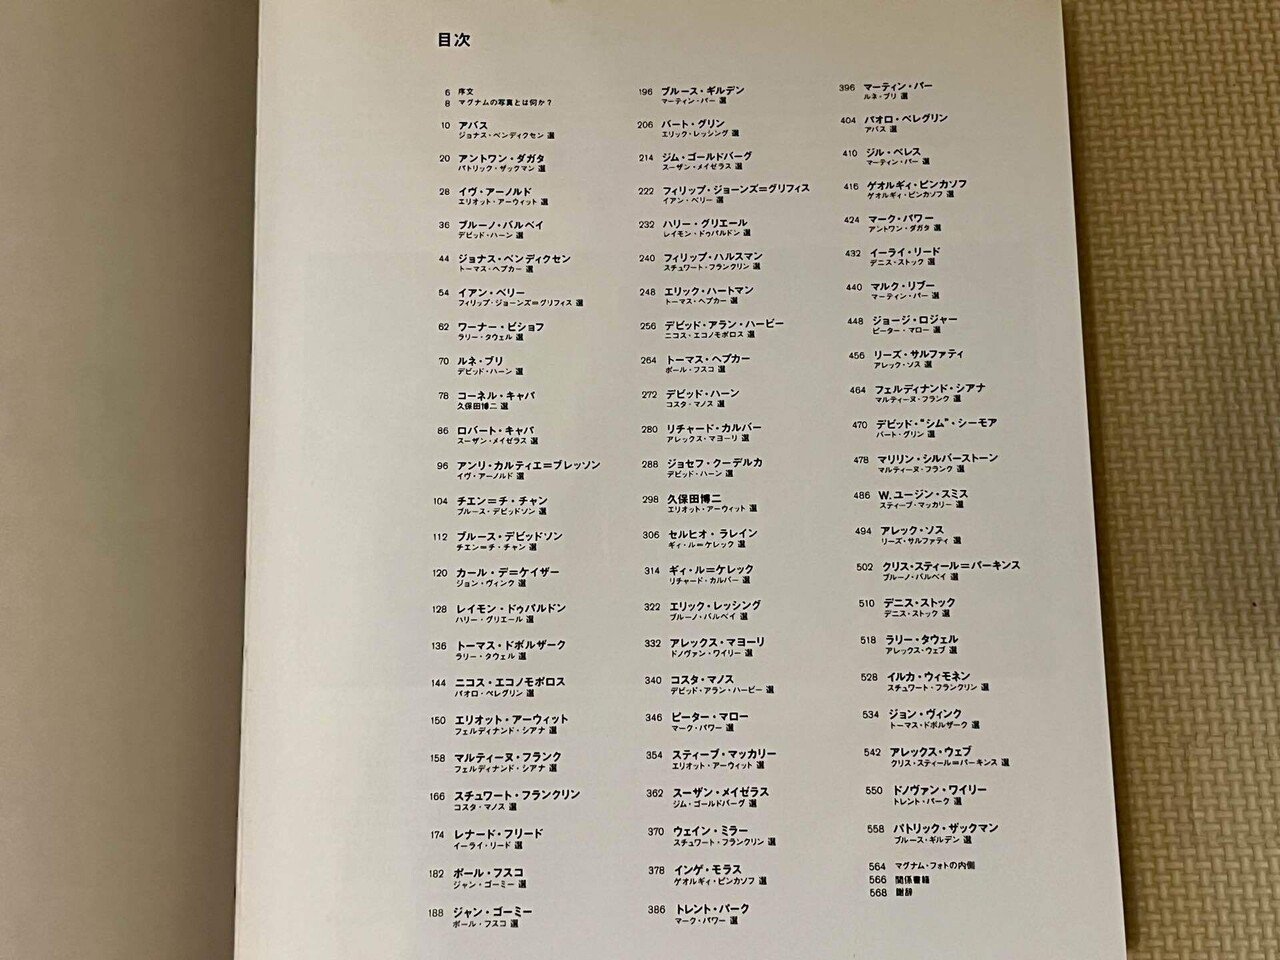 目次
6 序文
8 マグナムの写真とは何か？
10 アバス
ジョナス・ベンディクセン 選
20 アントワン・ダガタ
パトリック・ザックマン 選
28 イヴ・アーノルド
エリオット・アーウィット 選
36 ブルーノ・バルベイ
デビッド・ハーン 選
44 ジョナス・ベンディクセン
トーマス・ヘプカー 選
54 イアン・ベリー
フィリップ・ジョーンズ＝グリフィス 選
62 ワーナー・ビショフ
ラリー・タウェル 選
70 ルネ・ブリ
デビッド・ハーン 選
78 コーネル・キャパ
久保田博二 選
86 ロバート・キャパ
スーザン・メイゼラス 選
96 アンリ・カルティエ＝ブレッソン
イヴ・アーノルド 選
104 チエン＝チ・チャン
ブルース・デビッドソン 選
112 ブルース・デビッドソン
チエン＝チ・チャン 選
120 カール・デ＝ケイザー
ジョン・ヴィンク 選
128 レイモン・ドゥパルドン
ハリー・グリエール 選
136 トーマス・ドボルザーク
ラリー・タウェル 選
144 ニコス・エコノモポロス
パオロ・ペレグリン 選
150 エリオット・アーウィット
フェルディナンド・シアナ 選
158 マルティーヌ・フランク
フェルディナンド・シアナ 選
166 スチュワート・フランクリン
コスタ・マノス 選
174 レナード・フリード
イーライ・リード 選
182 ポール・フスコ
ジャン・ゴーミー 選
188 ジャン・ゴーミー
ポール・フスコ 選
196 ブルース・ギルデン
マーティン・パー 選
206 バート・グリン
エリック・レッシング 選
214 ジム・ゴールドバーグ
スーザン・メイゼラス 選
222 フィリップ・ジョーンズ＝グリフィス
イアン・ベリー 選
232 ハリー・グリエール
レイモン・ドゥパルドン 選
240 フィリップ・ハルスマン
スチュワート・フランクリン 選
248 エリック・ハートマン
トーマス・ヘプカー 選
256 デビッド・アラン・ハービー
ニコス・エコノモポロス 選
264 トーマス・ヘプカー
ポール・フスコ 選
272 デビッド・ハーン
コスタ・マノス 選
280 リチャード・カルバー
アレックス・マヨーリ 選
288 ジョセフ・クーデルカ
デビッド・ハーン 選
298 久保田博二
エリオット・アーウィット 選
306 セルヒオ・ラレイン
ギィ・ル＝ケレック 選
314 ギィ・ル＝ケレック
リチャード・カルバー 選
322 エリック・レッシング
ブルーノ・バルベイ 選
332 アレックス・マヨーリ
ドノヴァン・ワイリー 選
340 コスタ・マノス
デビッド・アラン・ハービー 選
346 ピーター・マロー
マーク・パワー 選
354 スティーブ・マッカリー
エリオット・アーウィット 選
362 スーザン・メイゼラス
ジム・ゴールドバーグ 選
370 ウェイン・ミラー
スチュワート・フランクリン 選
378 インゲ・モラス
ゲオルギィ・ピンカソフ 選
386 トレント・パーク
マーク・パワー 選
396 マーティン・パー
ルネ・ブリ 選
404 パオロ・ペレグリン
アバス 選
410 ジル・ペレス
マーティン・パー 選
416 ゲオルギィ・ピンカソフ
ゲオルギィ・ピンカソフ 選
424 マーク・パワー
アントワン・ダガタ 選
432 イーライ・リード
デニス・ストック 選
440 マルク・リブー
マーティン・パー 選
448 ジョージ・ロジャー
ピーター・マロー 選
456 リーズ・サルファティ
アレック・ソス 選
464 フェルディナンド・シアナ
マルティーヌ・フランク 選
470 デビッド・“シム”・シーモア
バート・グリン 選
478 マリリン・シルバーストーン
マルティーヌ・フランク 選
486 W.ユージン・スミス
スティーブ・マッカリー 選
494 アレック・ソス
リーズ・サルファティ 選
502 クリス・スティール＝パーキンス
ブルーノ・バルベイ 選
510 デニス・ストック
デニス・ストック 選
518 ラリー・タウェル
アレックス・ウェブ 選
528 イルカ・ウィモネン
スチュワート・フランクリン 選
534 ジョン・ヴィンク
トーマス・ドボルザーク 選
542 アレックス・ウェブ
クリス・スティール＝パーキンス 選
550 ドノヴァン・ワイリー
トレント・パーク 選
558 パトリック・ザックマン
ブルース・ギルデン 選
564 マグナム・フォトの内側
566 関係書籍
568 謝辞